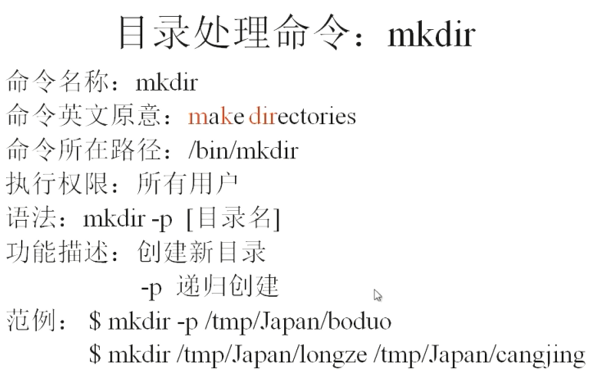 目录处理命令：mkdir
命令名称：mkdir
命令英文原意：make directories
命令所在路径：/bin/mkdir
执行权限：所有用户
语法：mkdir -p [目录名]
功能描述：创建新目录
-p 递归创建
范例： $ mkdir -p /tmp/Japan/boduo
$ mkdir /tmp/Japan/longze /tmp/Japan/cangjing